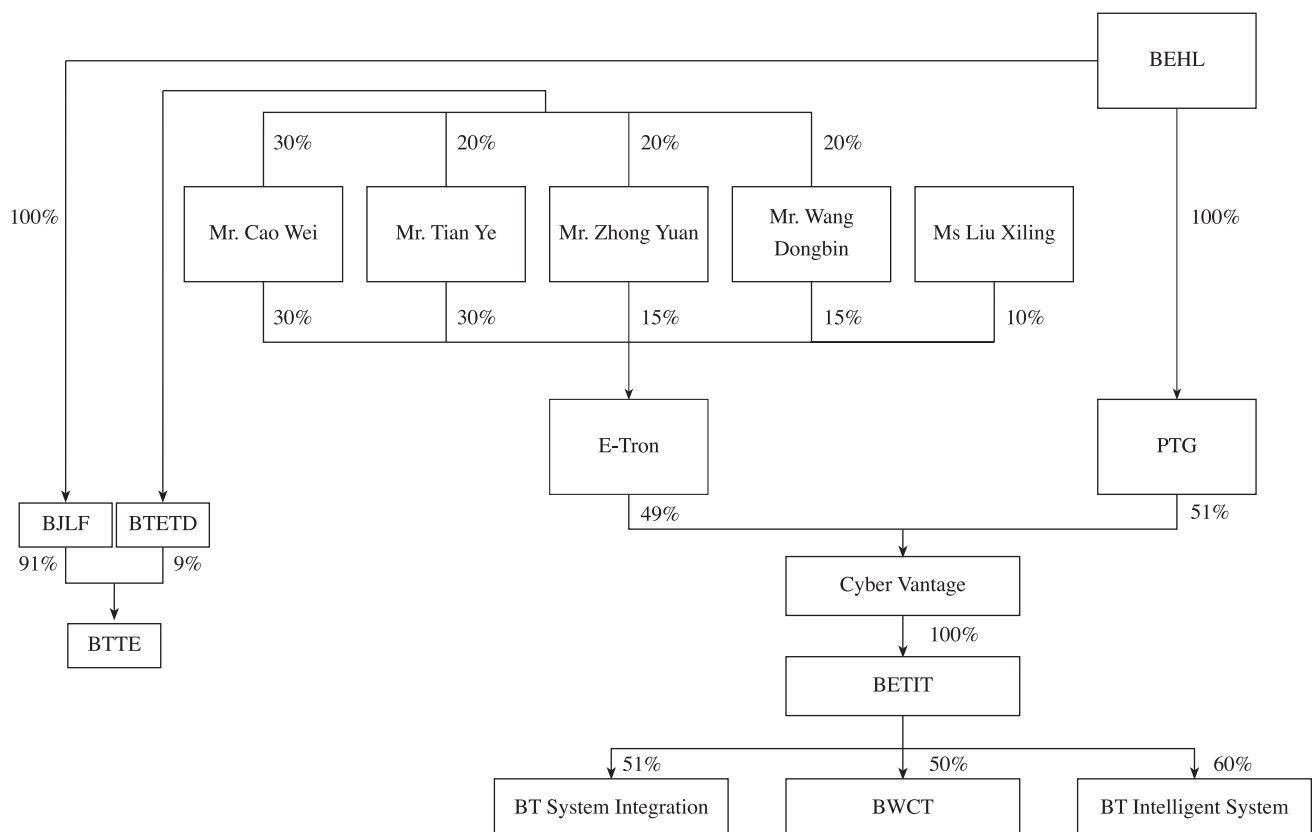 BEHL
30%
20%
20%
20%
100%
Mr. Cao Wei
Mr. Tian Ye
Mr. Zhong Yuan
Mr. Wang
Dongbin
Ms Liu Xiling
100%
30%
30%
15%
15%
10%
E-Tron
PTG
BJLF
BTETD
49%
51%
91%
9%
Cyber Vantage
BTTE
100%
BETIT
51%
50%
60%
BT System Integration
BWCT
BT Intelligent System